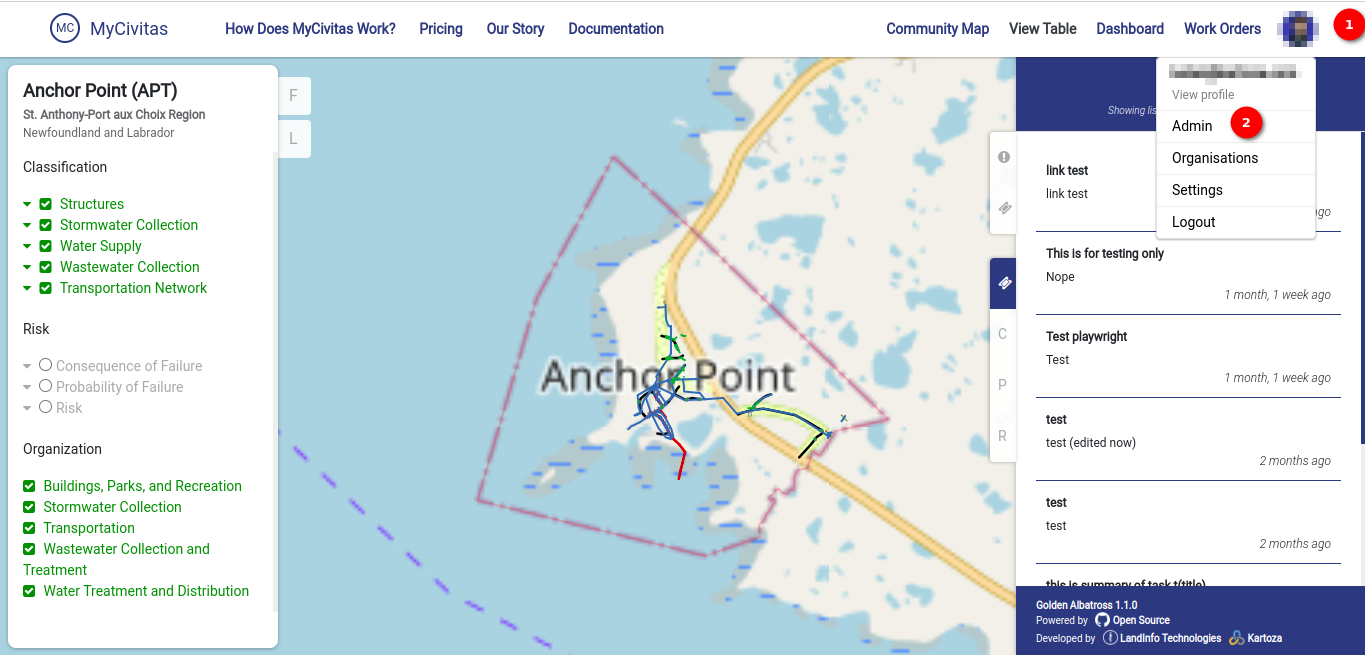 MC MyCivitas How Does MyCivitas Work? Pricing Our Story Documentation Community Map View Table Dashboard Work Orders 1
Anchor Point (APT)
St. Anthony-Port aux Choix Region
Newfoundland and Labrador
Classification
Structures
Stormwater Collection
Water Supply
Wastewater Collection
Transportation Network
Risk
Consequence of Failure
Probability of Failure
Risk
Organization
Buildings, Parks, and Recreation
Stormwater Collection
Transportation
Wastewater Collection and
Treatment
Water Treatment and Distribution
F
L
Anchor Point
C
P
R
View profile
Admin 2
Organisations
Settings
Logout
Showing lis
link test
link test
ago
This is for testing only
Nope
1 month, 1 week ago
Test playwright
Test
1 month, 1 week ago
test
test (edited now)
2 months ago
test
test
2 months ago
this is summary of task t(title)
Golden Albatross 1.1.0
Powered by Open Source
Developed by LandInfo Technologies Kartoza